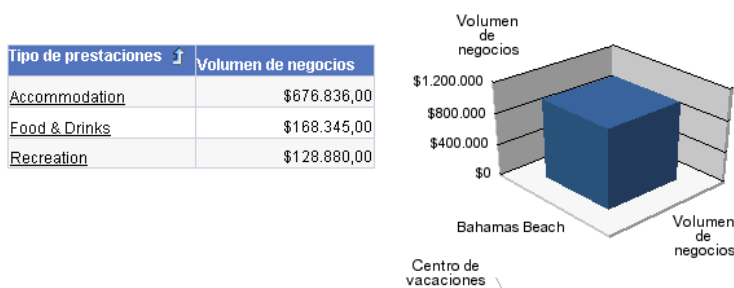 Tipo de prestaciones
Volumen de negocios
Accommodation
$676.836,00
Food & Drinks
$168.345,00
Recreation
$128.880,00
Volumen
de
negocios
$1.200.000
$800.000
$400.000
$0
Bahamas Beach
Volumen
de
negocios
Centro de
vacaciones